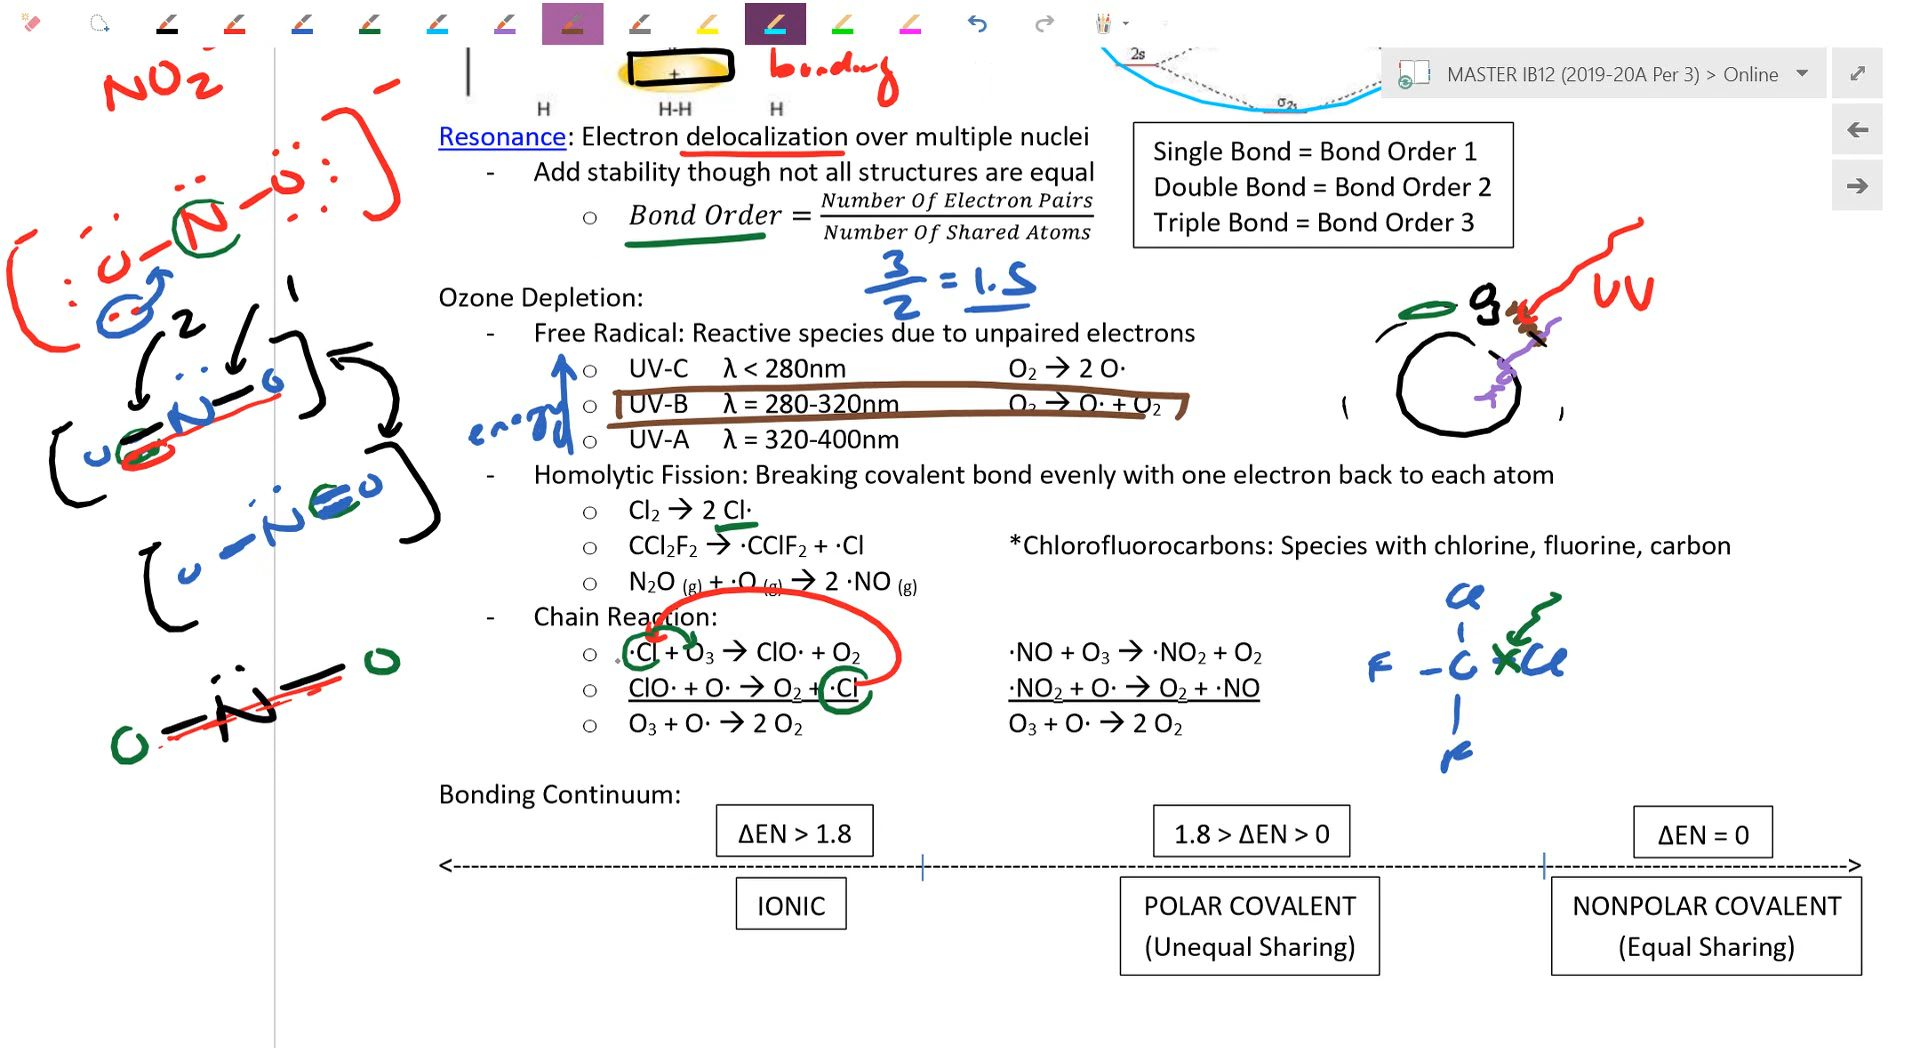 MASTER IB12 (2019-20A Per 3) > Online
NO2 -
bonding
H H-H H
2s
σ2s
Resonance: Electron delocalization over multiple nuclei
- Add stability though not all structures are equal
○ Bond Order = Number Of Electron Pairs / Number Of Shared Atoms
Single Bond = Bond Order 1
Double Bond = Bond Order 2
Triple Bond = Bond Order 3
3/2 = 1.5
[:O-N-O:]
2 1
[O=N-O]
[O-N=O]
O=N=O
Ozone Depletion:
- Free Radical: Reactive species due to unpaired electrons
○ UV-C λ < 280nm O₂ → 2 O·
○ UV-B λ = 280-320nm O₂ → O· + O₂
○ UV-A λ = 320-400nm
energy
O3
UV
- Homolytic Fission: Breaking covalent bond evenly with one electron back to each atom
○ Cl₂ → 2 Cl·
○ CCl₂F₂ → ·CClF₂ + ·Cl *Chlorofluorocarbons: Species with chlorine, fluorine, carbon
○ N₂O (g) + ·O (g) → 2 ·NO (g)
- Chain Reaction:
○ ·Cl + O₃ → ClO· + O₂ ·NO + O₃ → ·NO₂ + O₂
○ ClO· + O· → O₂ + ·Cl ·NO₂ + O· → O₂ + ·NO
○ O₃ + O· → 2 O₂ O₃ + O· → 2 O₂
Cl
F - C Cl
F
Bonding Continuum:
ΔEN > 1.8 1.8 > ΔEN > 0 ΔEN = 0
IONIC POLAR COVALENT NONPOLAR COVALENT
(Unequal Sharing) (Equal Sharing)